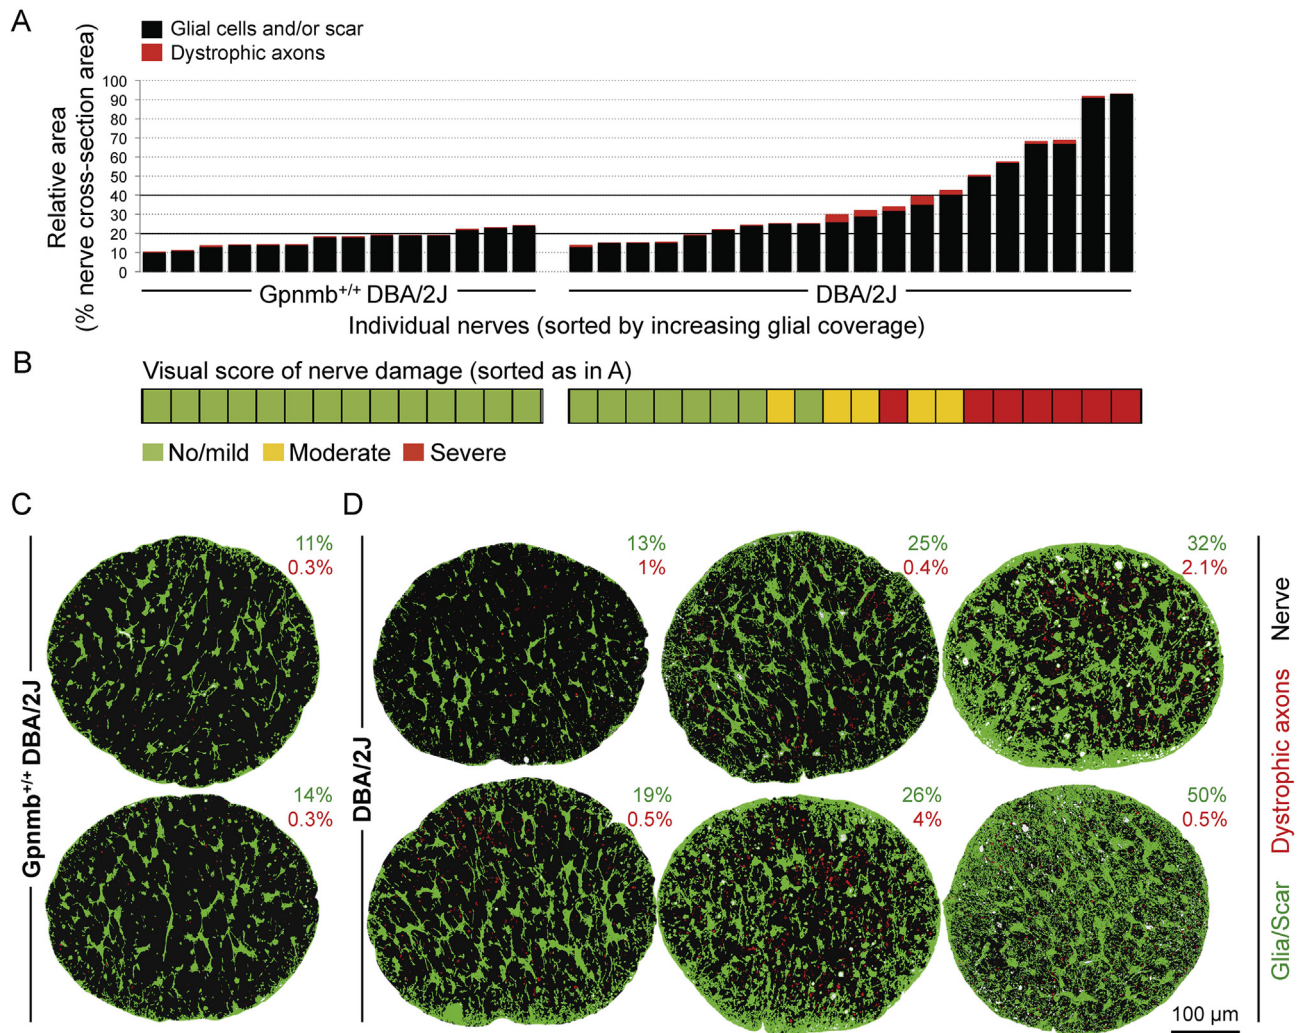 A
Glial cells and/or scar
Dystrophic axons
Relative area
(% nerve cross-section area)
100
90
80
70
60
50
40
30
20
10
0
Gpnmb+/+ DBA/2J
DBA/2J
Individual nerves (sorted by increasing glial coverage)
B
Visual score of nerve damage (sorted as in A)
No/mild
Moderate
Severe
C
D
Gpnmb+/+ DBA/2J
11%
0.3%
14%
0.3%
DBA/2J
13%
1%
25%
0.4%
32%
2.1%
19%
0.5%
26%
4%
50%
0.5%
Glia/Scar Dystrophic axons Nerve
100 µm